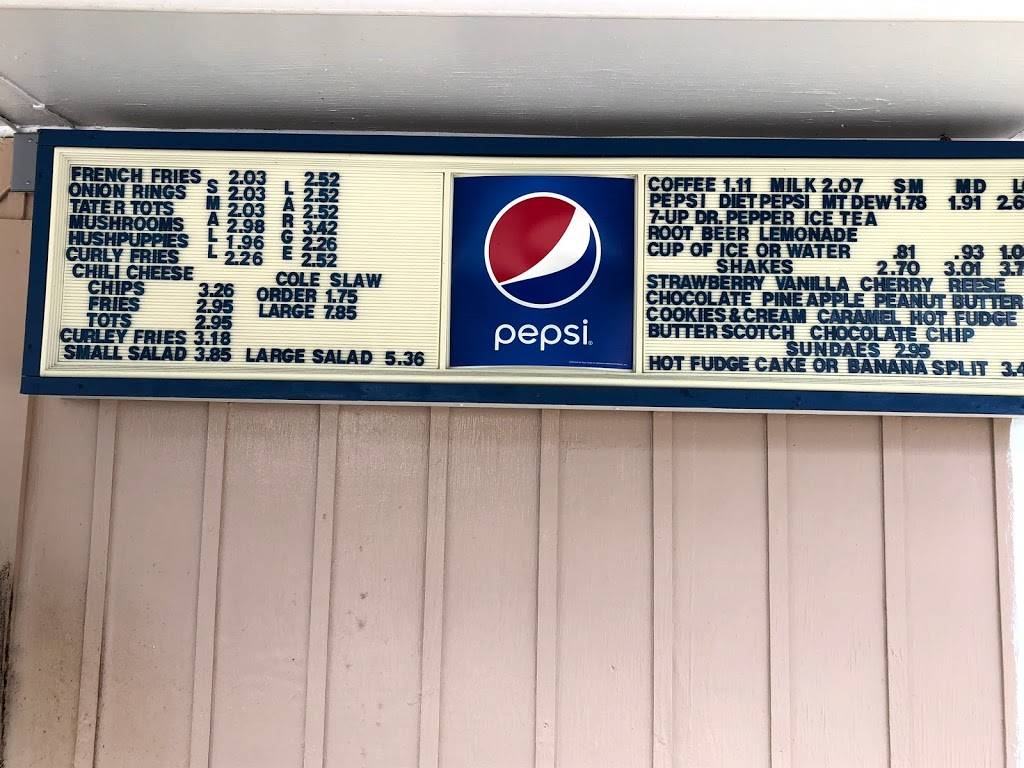 FRENCH FRIES 2.03 2.52
ONION RINGS 2.03 2.52
TATER TOTS 2.03 2.52
MUSHROOMS 2.98 3.42
HUSHPUPPIES 1.96 2.26
CURLY FRIES 2.26 2.52
SMALL
LARGE
CHILI CHEESE
CHIPS 3.26
FRIES 2.95
TOTS 2.95
CURLEY FRIES 3.18
COLE SLAW
ORDER 1.75
LARGE 7.85
SMALL SALAD 3.85 LARGE SALAD 5.36
pepsi
COFFEE 1.11 MILK 2.07 SM MD
PEPSI DIET PEPSI MT DEW 1.78 1.91
7-UP DR. PEPPER ICE TEA
ROOT BEER LEMONADE
CUP OF ICE OR WATER .81 .93
SHAKES 2.70 3.01
STRAWBERRY VANILLA CHERRY REESE
CHOCOLATE PINEAPPLE PEANUT BUTTER
COOKIES & CREAM CARAMEL HOT FUDGE
BUTTER SCOTCH CHOCOLATE CHIP
SUNDAES 2.95
HOT FUDGE CAKE OR BANANA SPLIT